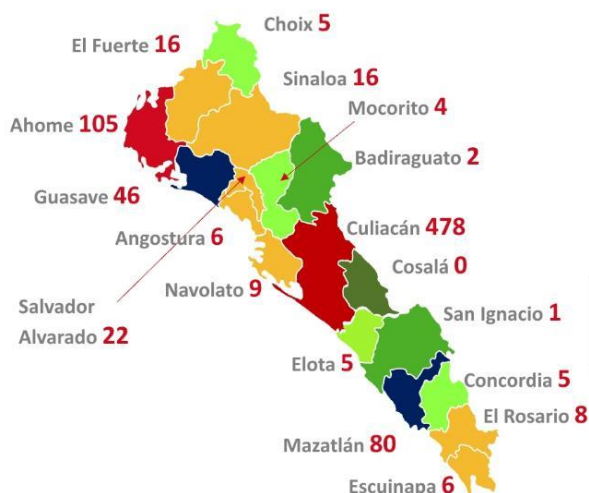 Choix 5
El Fuerte 16
Sinaloa 16
Mocorito 4
Ahome 105
Badiraguato 2
Guasave 46
Culiacán 478
Angostura 6
Cosalá 0
Navolato 9
Salvador
Alvarado 22
San Ignacio 1
Elota 5
Concordia 5
El Rosario 8
Mazatlán 80
Escuinapa 6